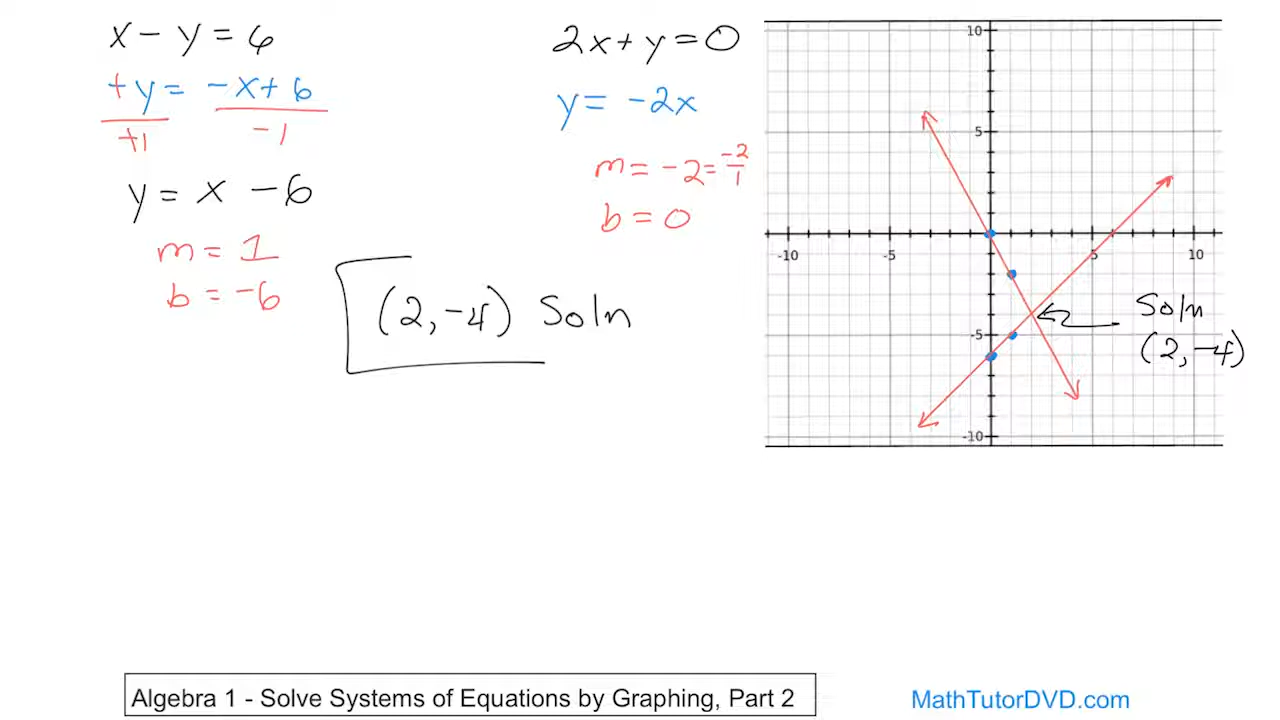 x - y = 6
+y = -x + 6
+1 -1
y = x - 6
m = 1
b = -6
2x + y = 0
y = -2x
m = -2 = -2/1
b = 0
(2, -4) Soln
10
5
-10 -5 5 10
-5
-10
Soln
(2, -4)
Algebra 1 - Solve Systems of Equations by Graphing, Part 2
MathTutorDVD.com